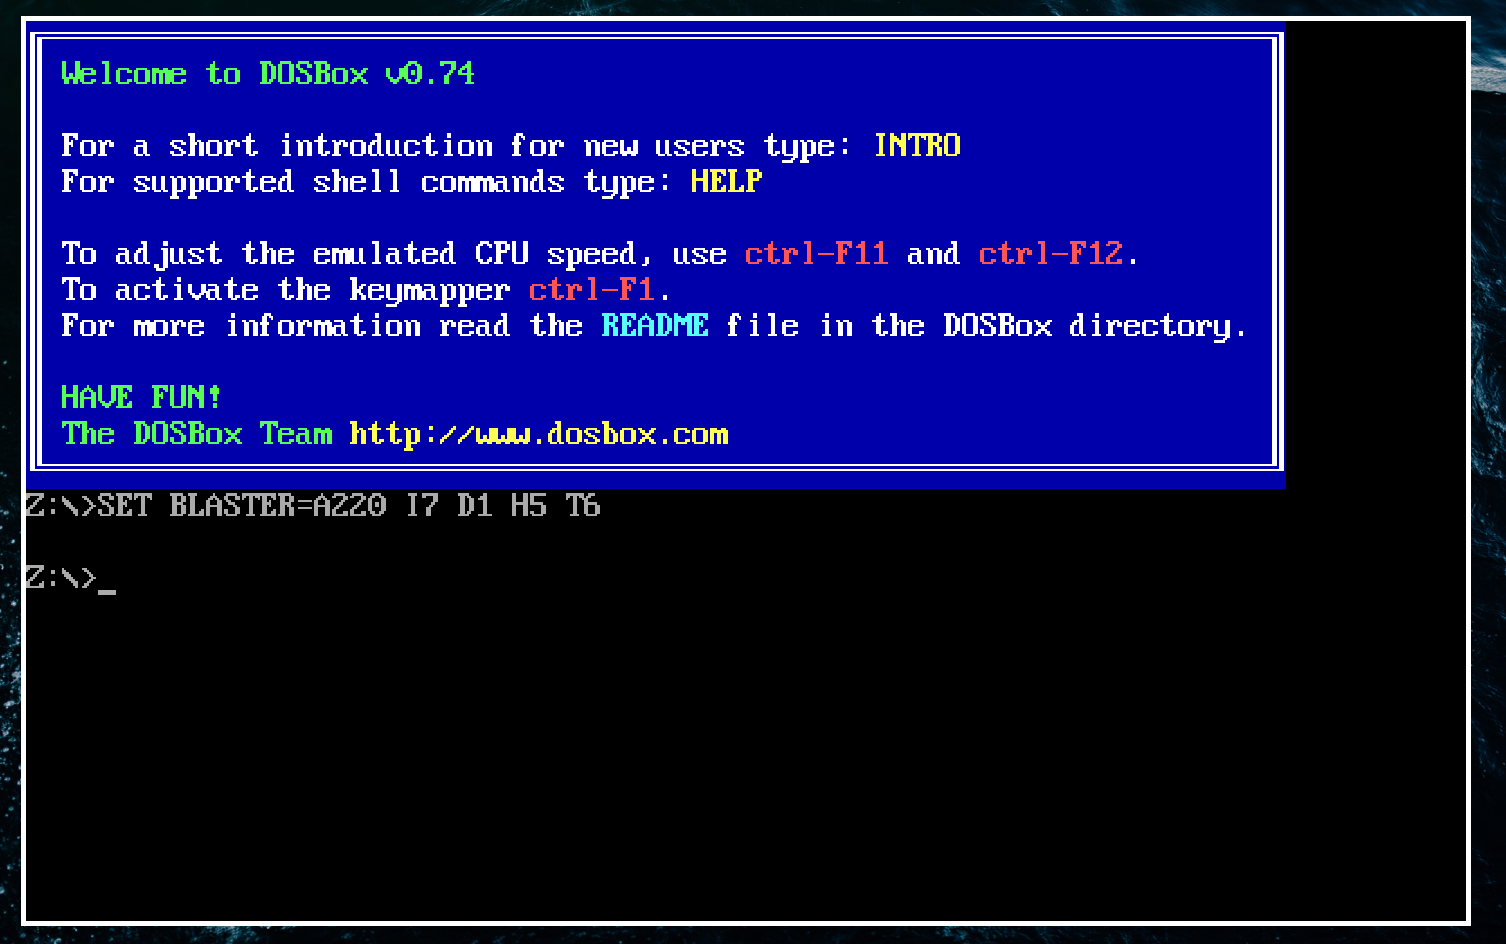 Welcome to DOSBox v0.74
For a short introduction for new users type: INTRO
For supported shell commands type: HELP
To adjust the emulated CPU speed, use ctrl-F11 and ctrl-F12.
To activate the keymapper ctrl-F1.
For more information read the README file in the DOSBox directory.
HAVE FUN!
The DOSBox Team http://www.dosbox.com
Z:\>SET BLASTER=A220 I7 D1 H5 T6
Z:\>_